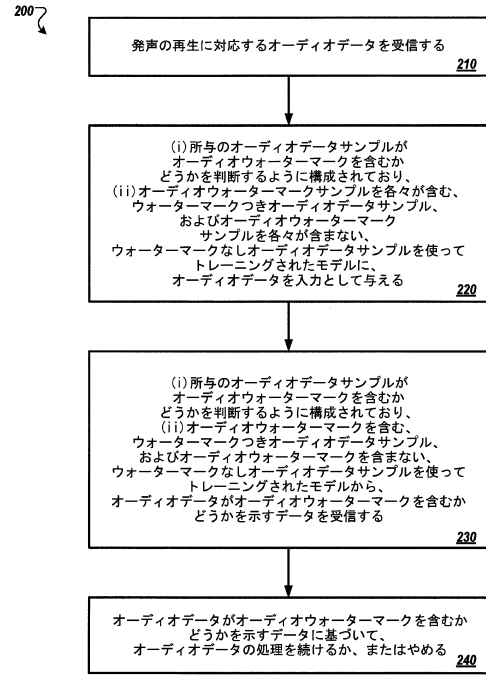 200
発声の再生に対応するオーディオデータを受信する
210
(i)所与のオーディオデータサンプルが
オーディオウォーターマークを含むか
どうかを判断するように構成されており、
(ii)オーディオウォーターマークサンプルを各々が含む、
ウォーターマークつきオーディオデータサンプル、
およびオーディオウォーターマーク
サンプルを各々が含まない、
ウォーターマークなしオーディオデータサンプルを使って
トレーニングされたモデルに、
オーディオデータを入力として与える
220
(i)所与のオーディオデータサンプルが
オーディオウォーターマークを含むか
どうかを判断するように構成されており、
(ii)オーディオウォーターマークを含む、
ウォーターマークつきオーディオデータサンプル、
およびオーディオウォーターマークを含まない、
ウォーターマークなしオーディオデータサンプルを使って
トレーニングされたモデルから、
オーディオデータがオーディオウォーターマークを含むか
どうかを示すデータを受信する
230
オーディオデータがオーディオウォーターマークを含むか
どうかを示すデータに基づいて、
オーディオデータの処理を続けるか、またはやめる
240